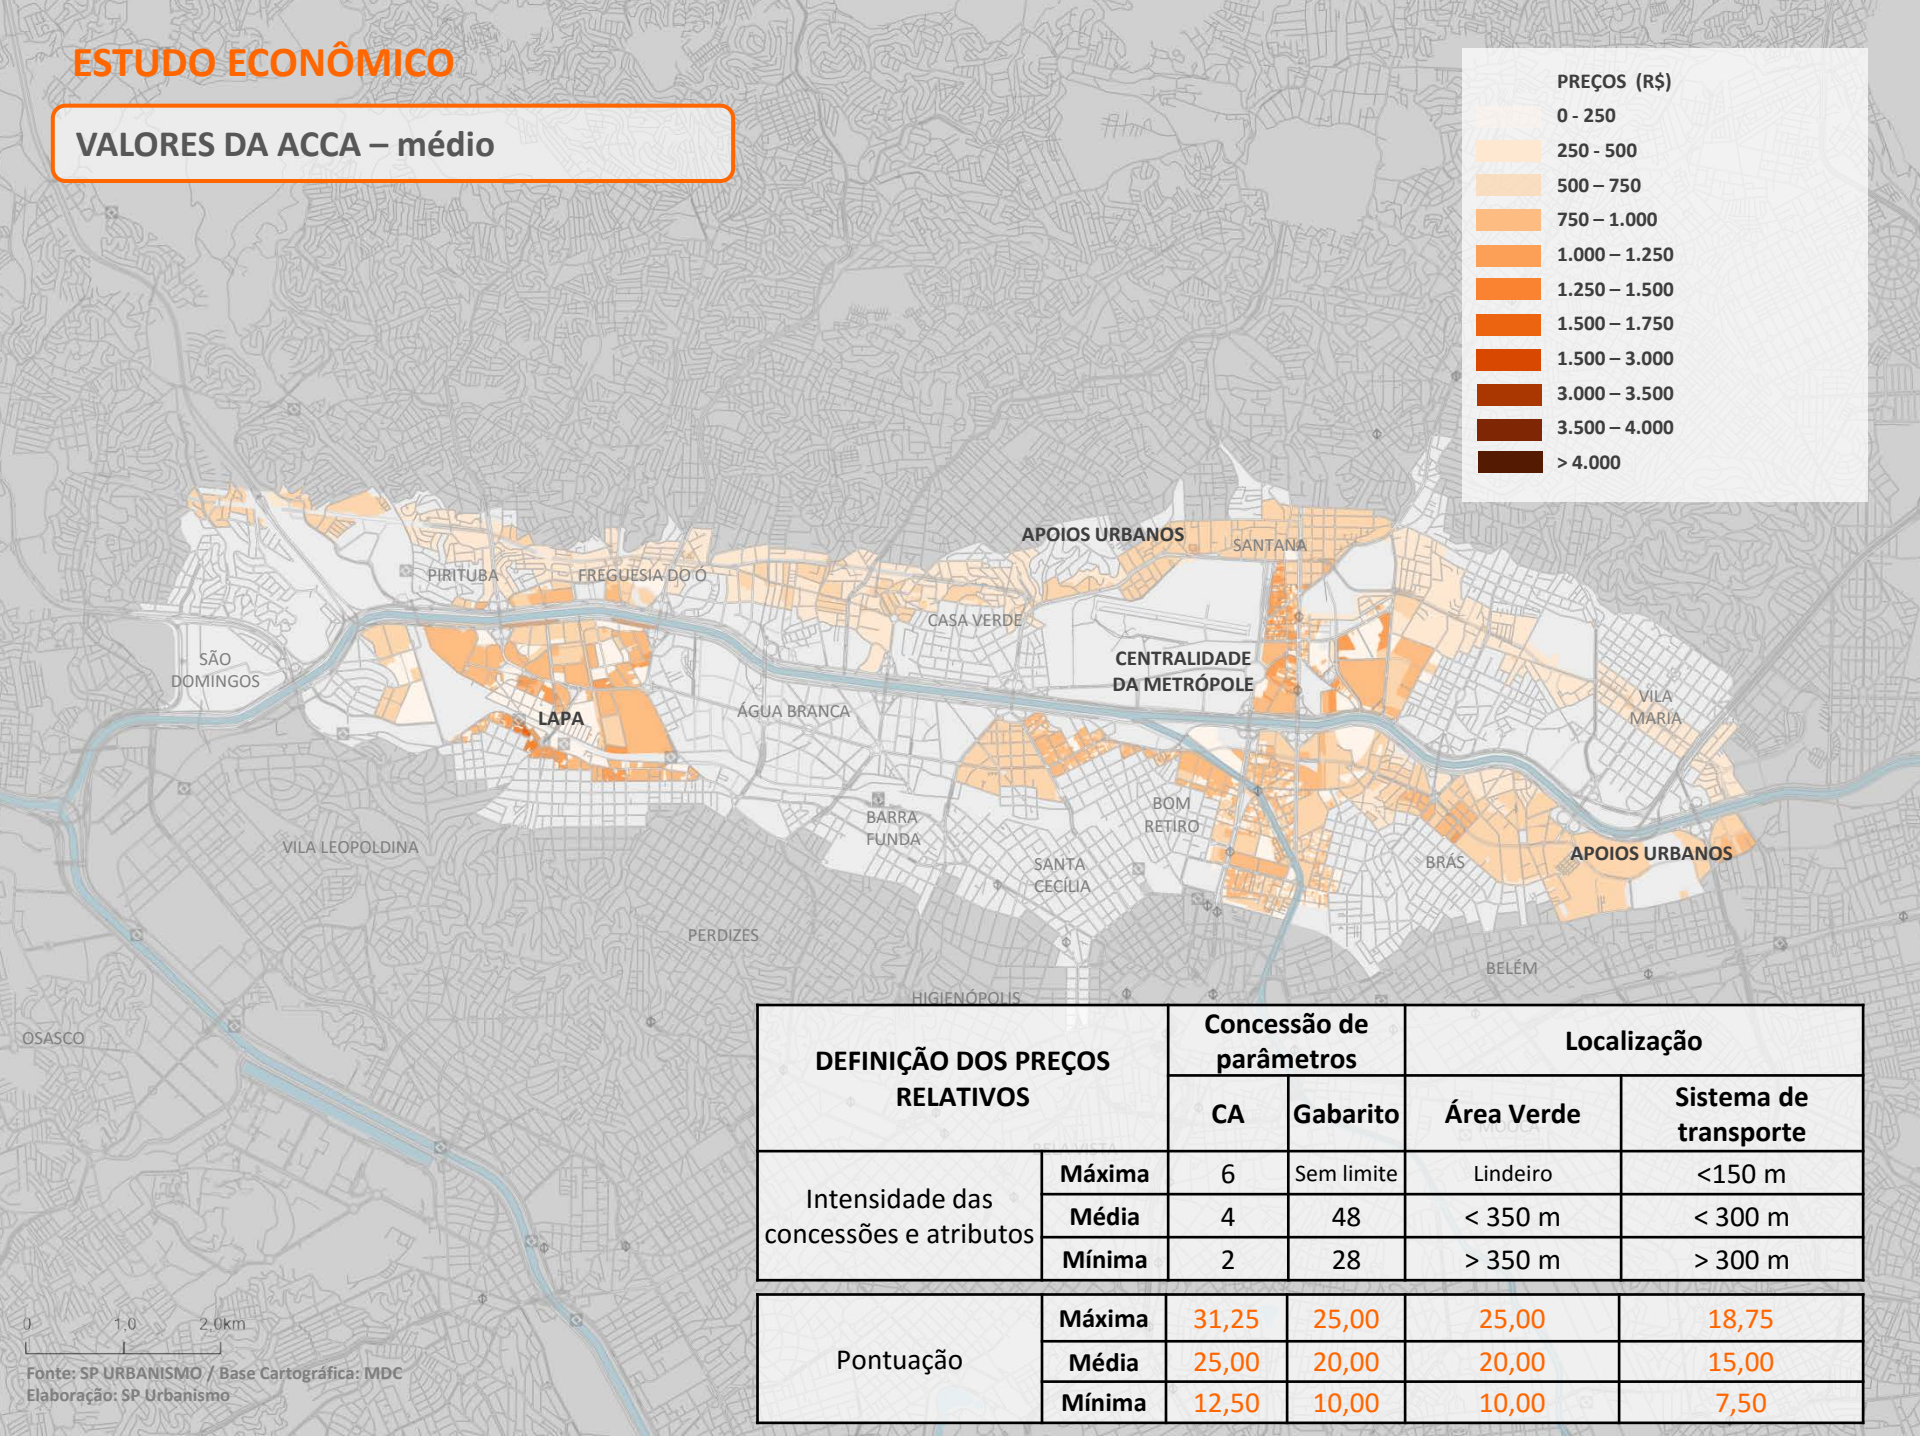 ESTUDO ECONÔMICO
VALORES DA ACCA – médio
PREÇOS (R$)
0 - 250
250 - 500
500 – 750
750 – 1.000
1.000 – 1.250
1.250 – 1.500
1.500 – 1.750
1.500 – 3.000
3.000 – 3.500
3.500 – 4.000
> 4.000
APOIOS URBANOS
SANTANA
PIRITUBA
FREGUESIA DO Ó
CASA VERDE
SÃO
DOMINGOS
CENTRALIDADE
DA METRÓPOLE
LAPA
ÁGUA BRANCA
VILA
MARIA
BOM
RETIRO
BARRA
FUNDA
VILA LEOPOLDINA
SANTA
CECÍLIA
BRÁS
APOIOS URBANOS
PERDIZES
BELÉM
HIGIENÓPOLIS
OSASCO
BELA VISTA
MOOCA
DEFINIÇÃO DOS PREÇOS
RELATIVOS
Concessão de
parâmetros
Localização
CA
Gabarito
Área Verde
Sistema de
transporte
Intensidade das
concessões e atributos
Máxima 6 Sem limite Lindeiro <150 m
Média 4 48 < 350 m < 300 m
Mínima 2 28 > 350 m > 300 m
Pontuação
Máxima 31,25 25,00 25,00 18,75
Média 25,00 20,00 20,00 15,00
Mínima 12,50 10,00 10,00 7,50
0 1,0 2,0km
Fonte: SP URBANISMO / Base Cartográfica: MDC
Elaboração: SP Urbanismo